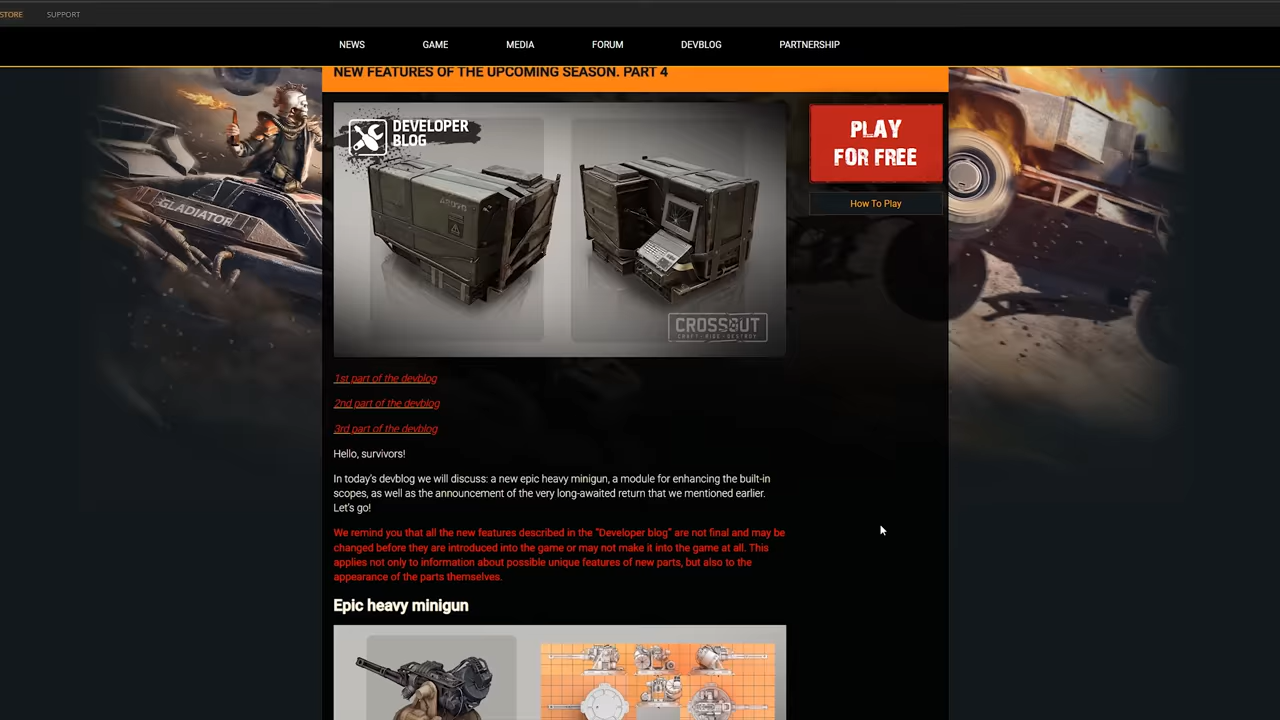 STORE SUPPORT
NEWS GAME MEDIA FORUM DEVBLOG PARTNERSHIP
NEW FEATURES OF THE UPCOMING SEASON. PART 4
DEVELOPER
BLOG
PLAY
FOR FREE
How To Play
GLADIATOR
CROSSOUT
CRAFT · RIDE · DESTROY
1st part of the devblog
2nd part of the devblog
3rd part of the devblog
Hello, survivors!
In today's devblog we will discuss: a new epic heavy minigun, a module for enhancing the built-in
scopes, as well as the announcement of the very long-awaited return that we mentioned earlier.
Let's go!
We remind you that all the new features described in the "Developer blog" are not final and may be
changed before they are introduced into the game or may not make it into the game at all. This
applies not only to information about possible unique features of new parts, but also to the
appearance of the parts themselves.
Epic heavy minigun